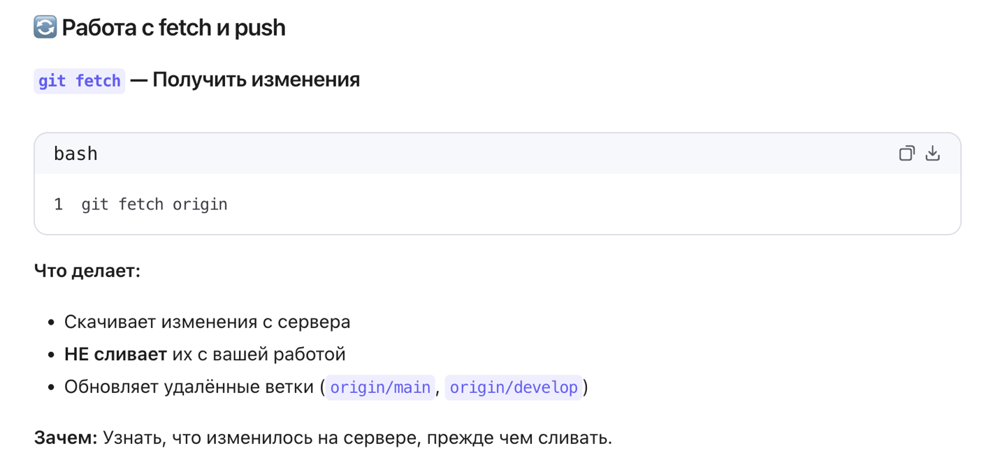 🔄 Работа с fetch и push
git fetch — Получить изменения
bash
1 git fetch origin
Что делает:
• Скачивает изменения с сервера
• НЕ сливает их с вашей работой
• Обновляет удалённые ветки (origin/main, origin/develop)
Зачем: Узнать, что изменилось на сервере, прежде чем сливать.